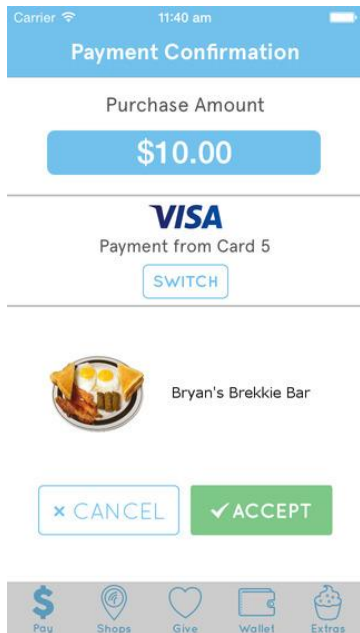 Carrier 11:40 am
Payment Confirmation
Purchase Amount
$10.00
VISA
Payment from Card 5
SWITCH
Bryan's Brekkie Bar
× CANCEL ✓ ACCEPT
$
Pay Shops Give Wallet Extras